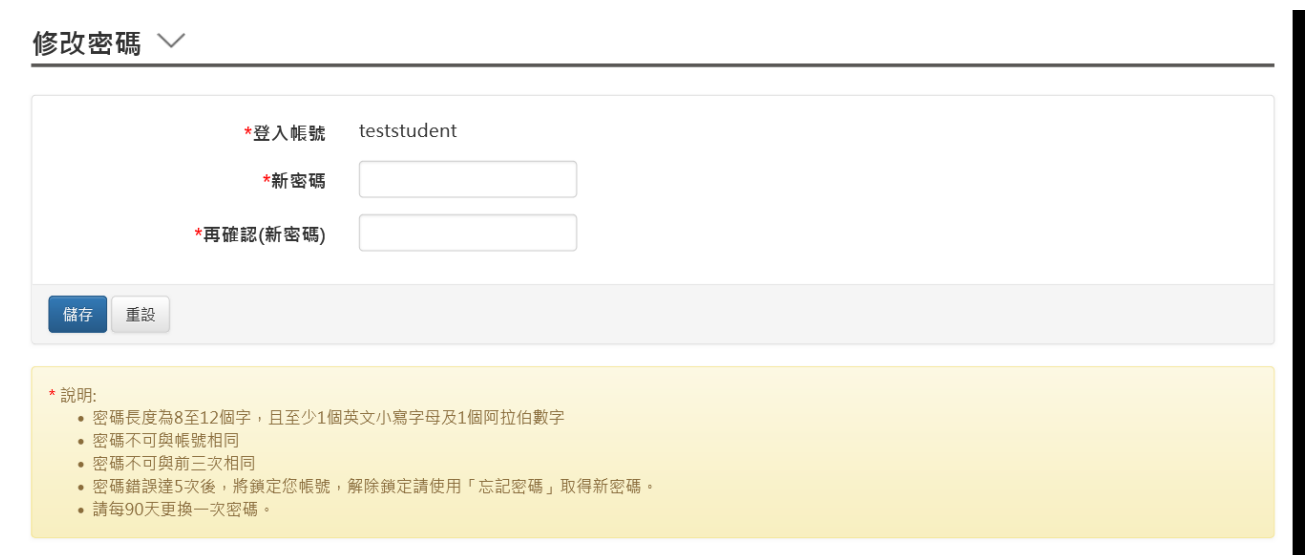 修改密碼
*登入帳號 teststudent
*新密碼
*再確認(新密碼)
儲存 重設
* 說明:
• 密碼長度為8至12個字，且至少1個英文小寫字母及1個阿拉伯數字
• 密碼不可與帳號相同
• 密碼不可與前三次相同
• 密碼錯誤達5次後，將鎖定您帳號，解除鎖定請使用「忘記密碼」取得新密碼。
• 請每90天更換一次密碼。